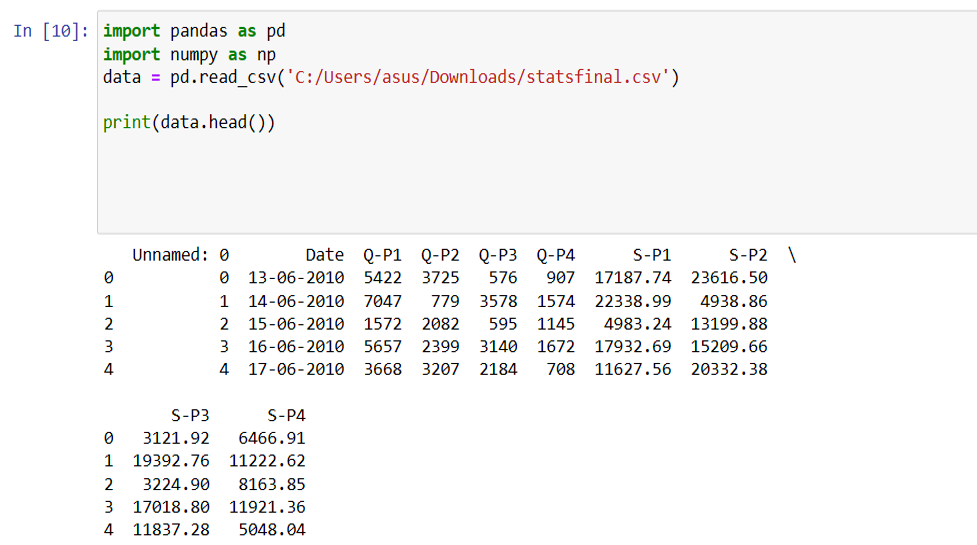 In [10]: import pandas as pd
import numpy as np
data = pd.read_csv('C:/Users/asus/Downloads/statsfinal.csv')
print(data.head())
Unnamed: 0 Date Q-P1 Q-P2 Q-P3 Q-P4 S-P1 S-P2 \
0 0 13-06-2010 5422 3725 576 907 17187.74 23616.50
1 1 14-06-2010 7047 779 3578 1574 22338.99 4938.86
2 2 15-06-2010 1572 2082 595 1145 4983.24 13199.88
3 3 16-06-2010 5657 2399 3140 1672 17932.69 15209.66
4 4 17-06-2010 3668 3207 2184 708 11627.56 20332.38
S-P3 S-P4
0 3121.92 6466.91
1 19392.76 11222.62
2 3224.90 8163.85
3 17018.80 11921.36
4 11837.28 5048.04